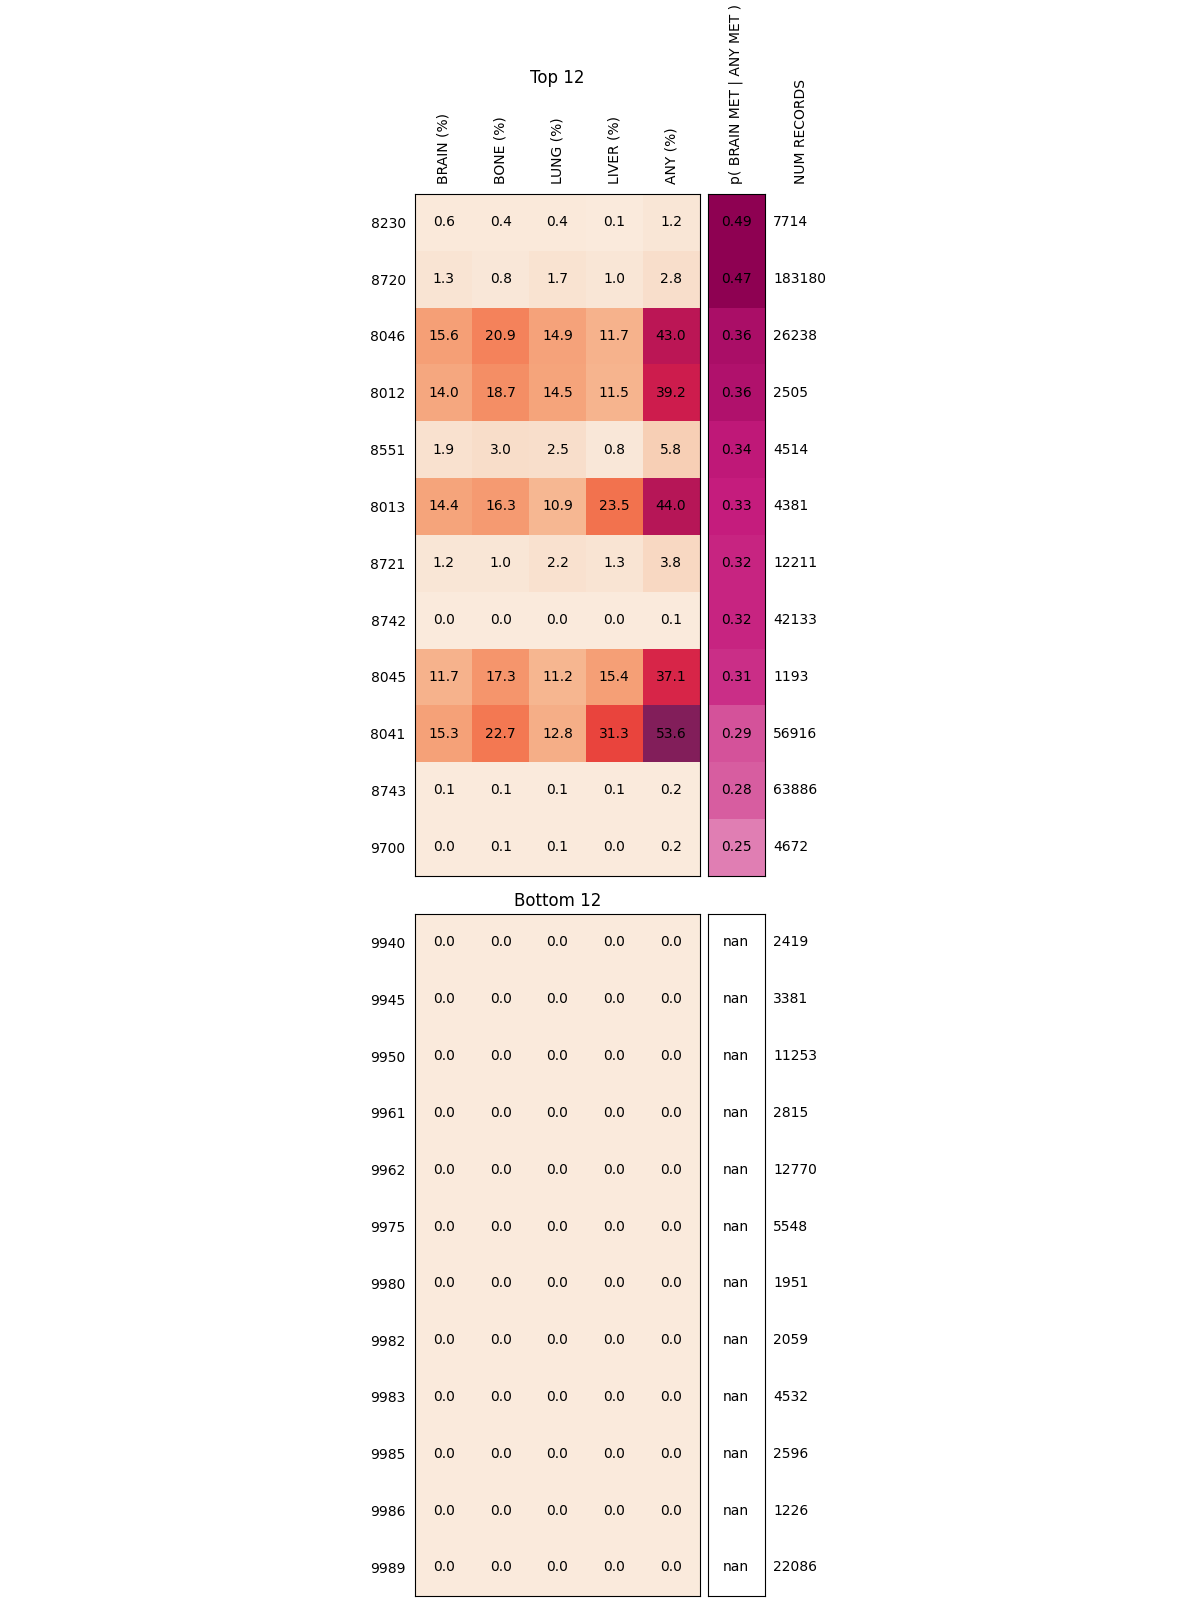 Top 12
BRAIN (%) BONE (%) LUNG (%) LIVER (%) ANY (%) p( BRAIN MET | ANY MET ) NUM RECORDS
8230 0.6 0.4 0.4 0.1 1.2 0.49 7714
8720 1.3 0.8 1.7 1.0 2.8 0.47 183180
8046 15.6 20.9 14.9 11.7 43.0 0.36 26238
8012 14.0 18.7 14.5 11.5 39.2 0.36 2505
8551 1.9 3.0 2.5 0.8 5.8 0.34 4514
8013 14.4 16.3 10.9 23.5 44.0 0.33 4381
8721 1.2 1.0 2.2 1.3 3.8 0.32 12211
8742 0.0 0.0 0.0 0.0 0.1 0.32 42133
8045 11.7 17.3 11.2 15.4 37.1 0.31 1193
8041 15.3 22.7 12.8 31.3 53.6 0.29 56916
8743 0.1 0.1 0.1 0.1 0.2 0.28 63886
9700 0.0 0.1 0.1 0.0 0.2 0.25 4672
Bottom 12
9940 0.0 0.0 0.0 0.0 0.0 nan 2419
9945 0.0 0.0 0.0 0.0 0.0 nan 3381
9950 0.0 0.0 0.0 0.0 0.0 nan 11253
9961 0.0 0.0 0.0 0.0 0.0 nan 2815
9962 0.0 0.0 0.0 0.0 0.0 nan 12770
9975 0.0 0.0 0.0 0.0 0.0 nan 5548
9980 0.0 0.0 0.0 0.0 0.0 nan 1951
9982 0.0 0.0 0.0 0.0 0.0 nan 2059
9983 0.0 0.0 0.0 0.0 0.0 nan 4532
9985 0.0 0.0 0.0 0.0 0.0 nan 2596
9986 0.0 0.0 0.0 0.0 0.0 nan 1226
9989 0.0 0.0 0.0 0.0 0.0 nan 22086